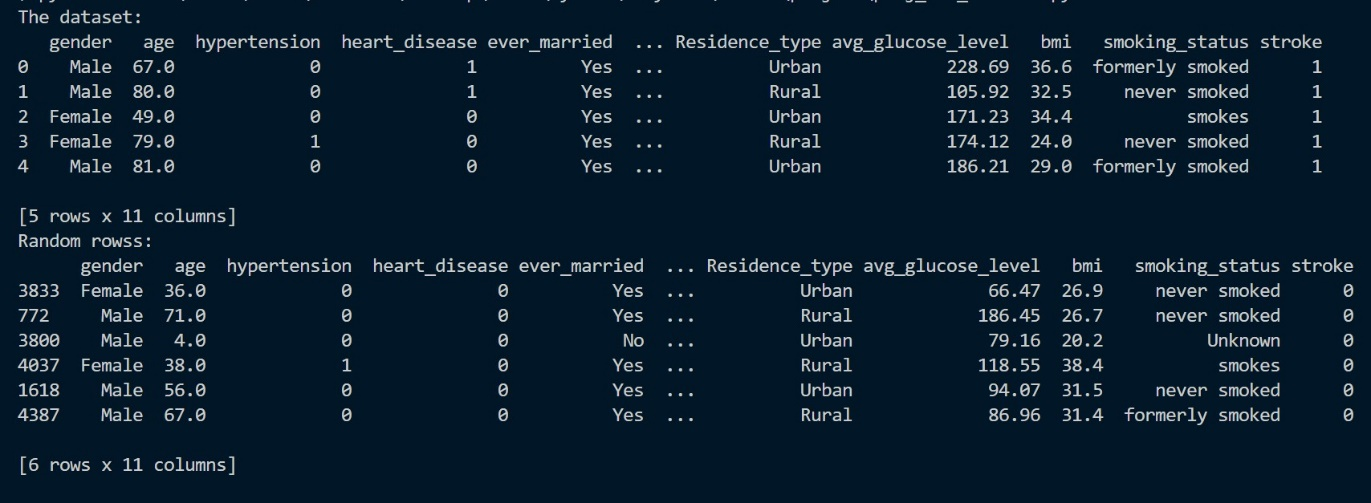 The dataset:
   gender   age  hypertension  heart_disease ever_married  ... Residence_type avg_glucose_level   bmi   smoking_status stroke
0    Male  67.0             0              1          Yes  ...          Urban            228.69  36.6  formerly smoked      1
1    Male  80.0             0              1          Yes  ...          Rural            105.92  32.5     never smoked      1
2  Female  49.0             0              0          Yes  ...          Urban            171.23  34.4           smokes      1
3  Female  79.0             1              0          Yes  ...          Rural            174.12  24.0     never smoked      1
4    Male  81.0             0              0          Yes  ...          Urban            186.21  29.0  formerly smoked      1
[5 rows x 11 columns]
Random rowss:
      gender   age  hypertension  heart_disease ever_married  ... Residence_type avg_glucose_level   bmi   smoking_status stroke
3833  Female  36.0             0              0          Yes  ...          Urban             66.47  26.9     never smoked      0
772     Male  71.0             0              0          Yes  ...          Rural            186.45  26.7     never smoked      0
3800    Male   4.0             0              0           No  ...          Urban             79.16  20.2          Unknown      0
4037  Female  38.0             1              0          Yes  ...          Rural            118.55  38.4           smokes      0
1618    Male  56.0             0              0          Yes  ...          Urban             94.07  31.5     never smoked      0
4387    Male  67.0             0              0          Yes  ...          Rural             86.96  31.4  formerly smoked      0
[6 rows x 11 columns]